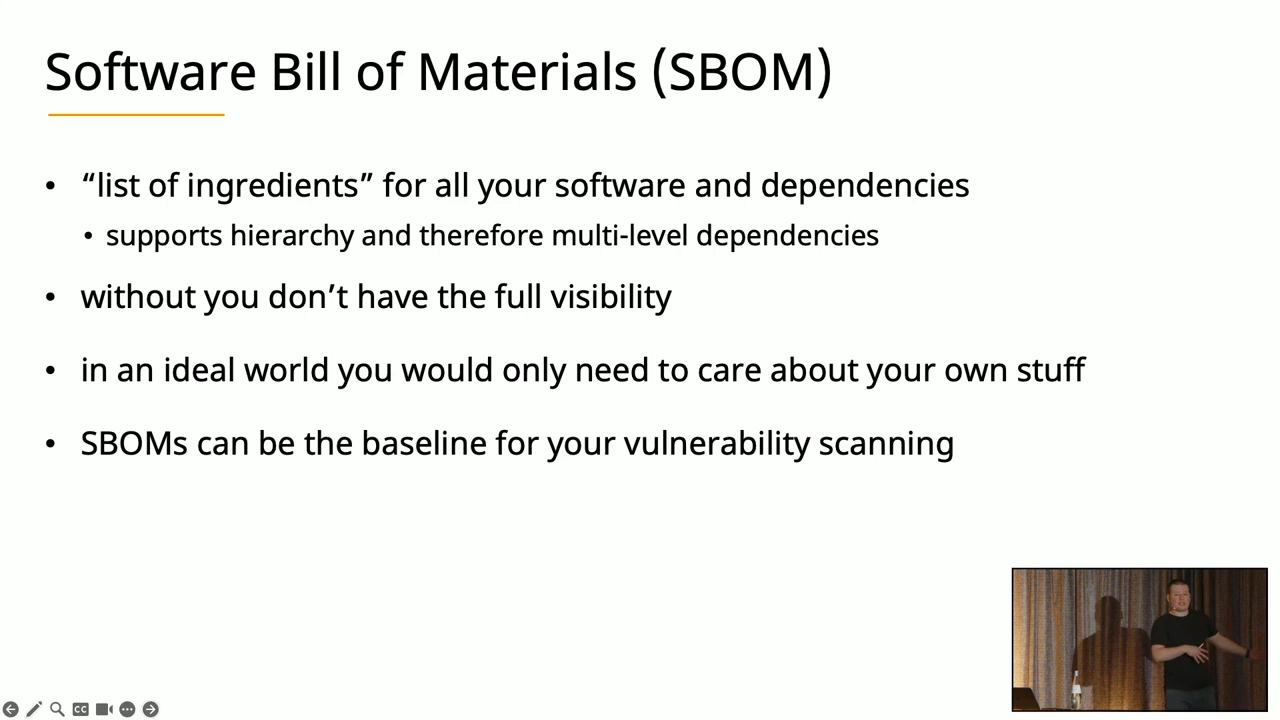 Software Bill of Materials (SBOM)
• “list of ingredients” for all your software and dependencies
• supports hierarchy and therefore multi-level dependencies
• without you don’t have the full visibility
• in an ideal world you would only need to care about your own stuff
• SBOMs can be the baseline for your vulnerability scanning
CC